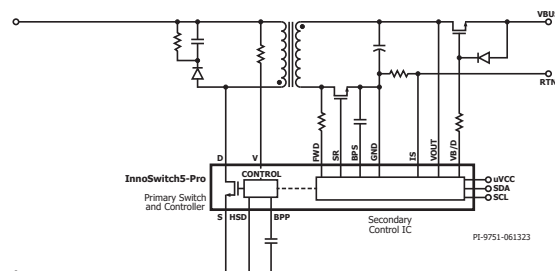 VBUS
RTN
D
V
FWD
SR
BPS
GND
IS
VOUT
VB/D
InnoSwitch5-Pro
CONTROL
Primary Switch
and Controller
uVCC
SDA
SCL
S
HSD
BPP
Secondary
Control IC
PI-9751-061323